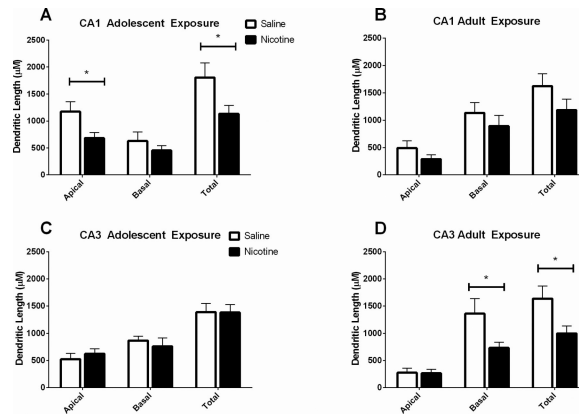 A
CA1 Adolescent Exposure
Saline
Nicotine
Dendritic Length (µM)
2500
2000
1500
1000
500
0
*
*
Apical
Basal
Total
B
CA1 Adult Exposure
Dendritic Length (µM)
2500
2000
1500
1000
500
0
Apical
Basal
Total
C
CA3 Adolescent Exposure
Saline
Nicotine
Dendritic Length (µM)
2500
2000
1500
1000
500
0
Apical
Basal
Total
D
CA3 Adult Exposure
Dendritic Length (µM)
2500
2000
1500
1000
500
0
*
*
Apical
Basal
Total